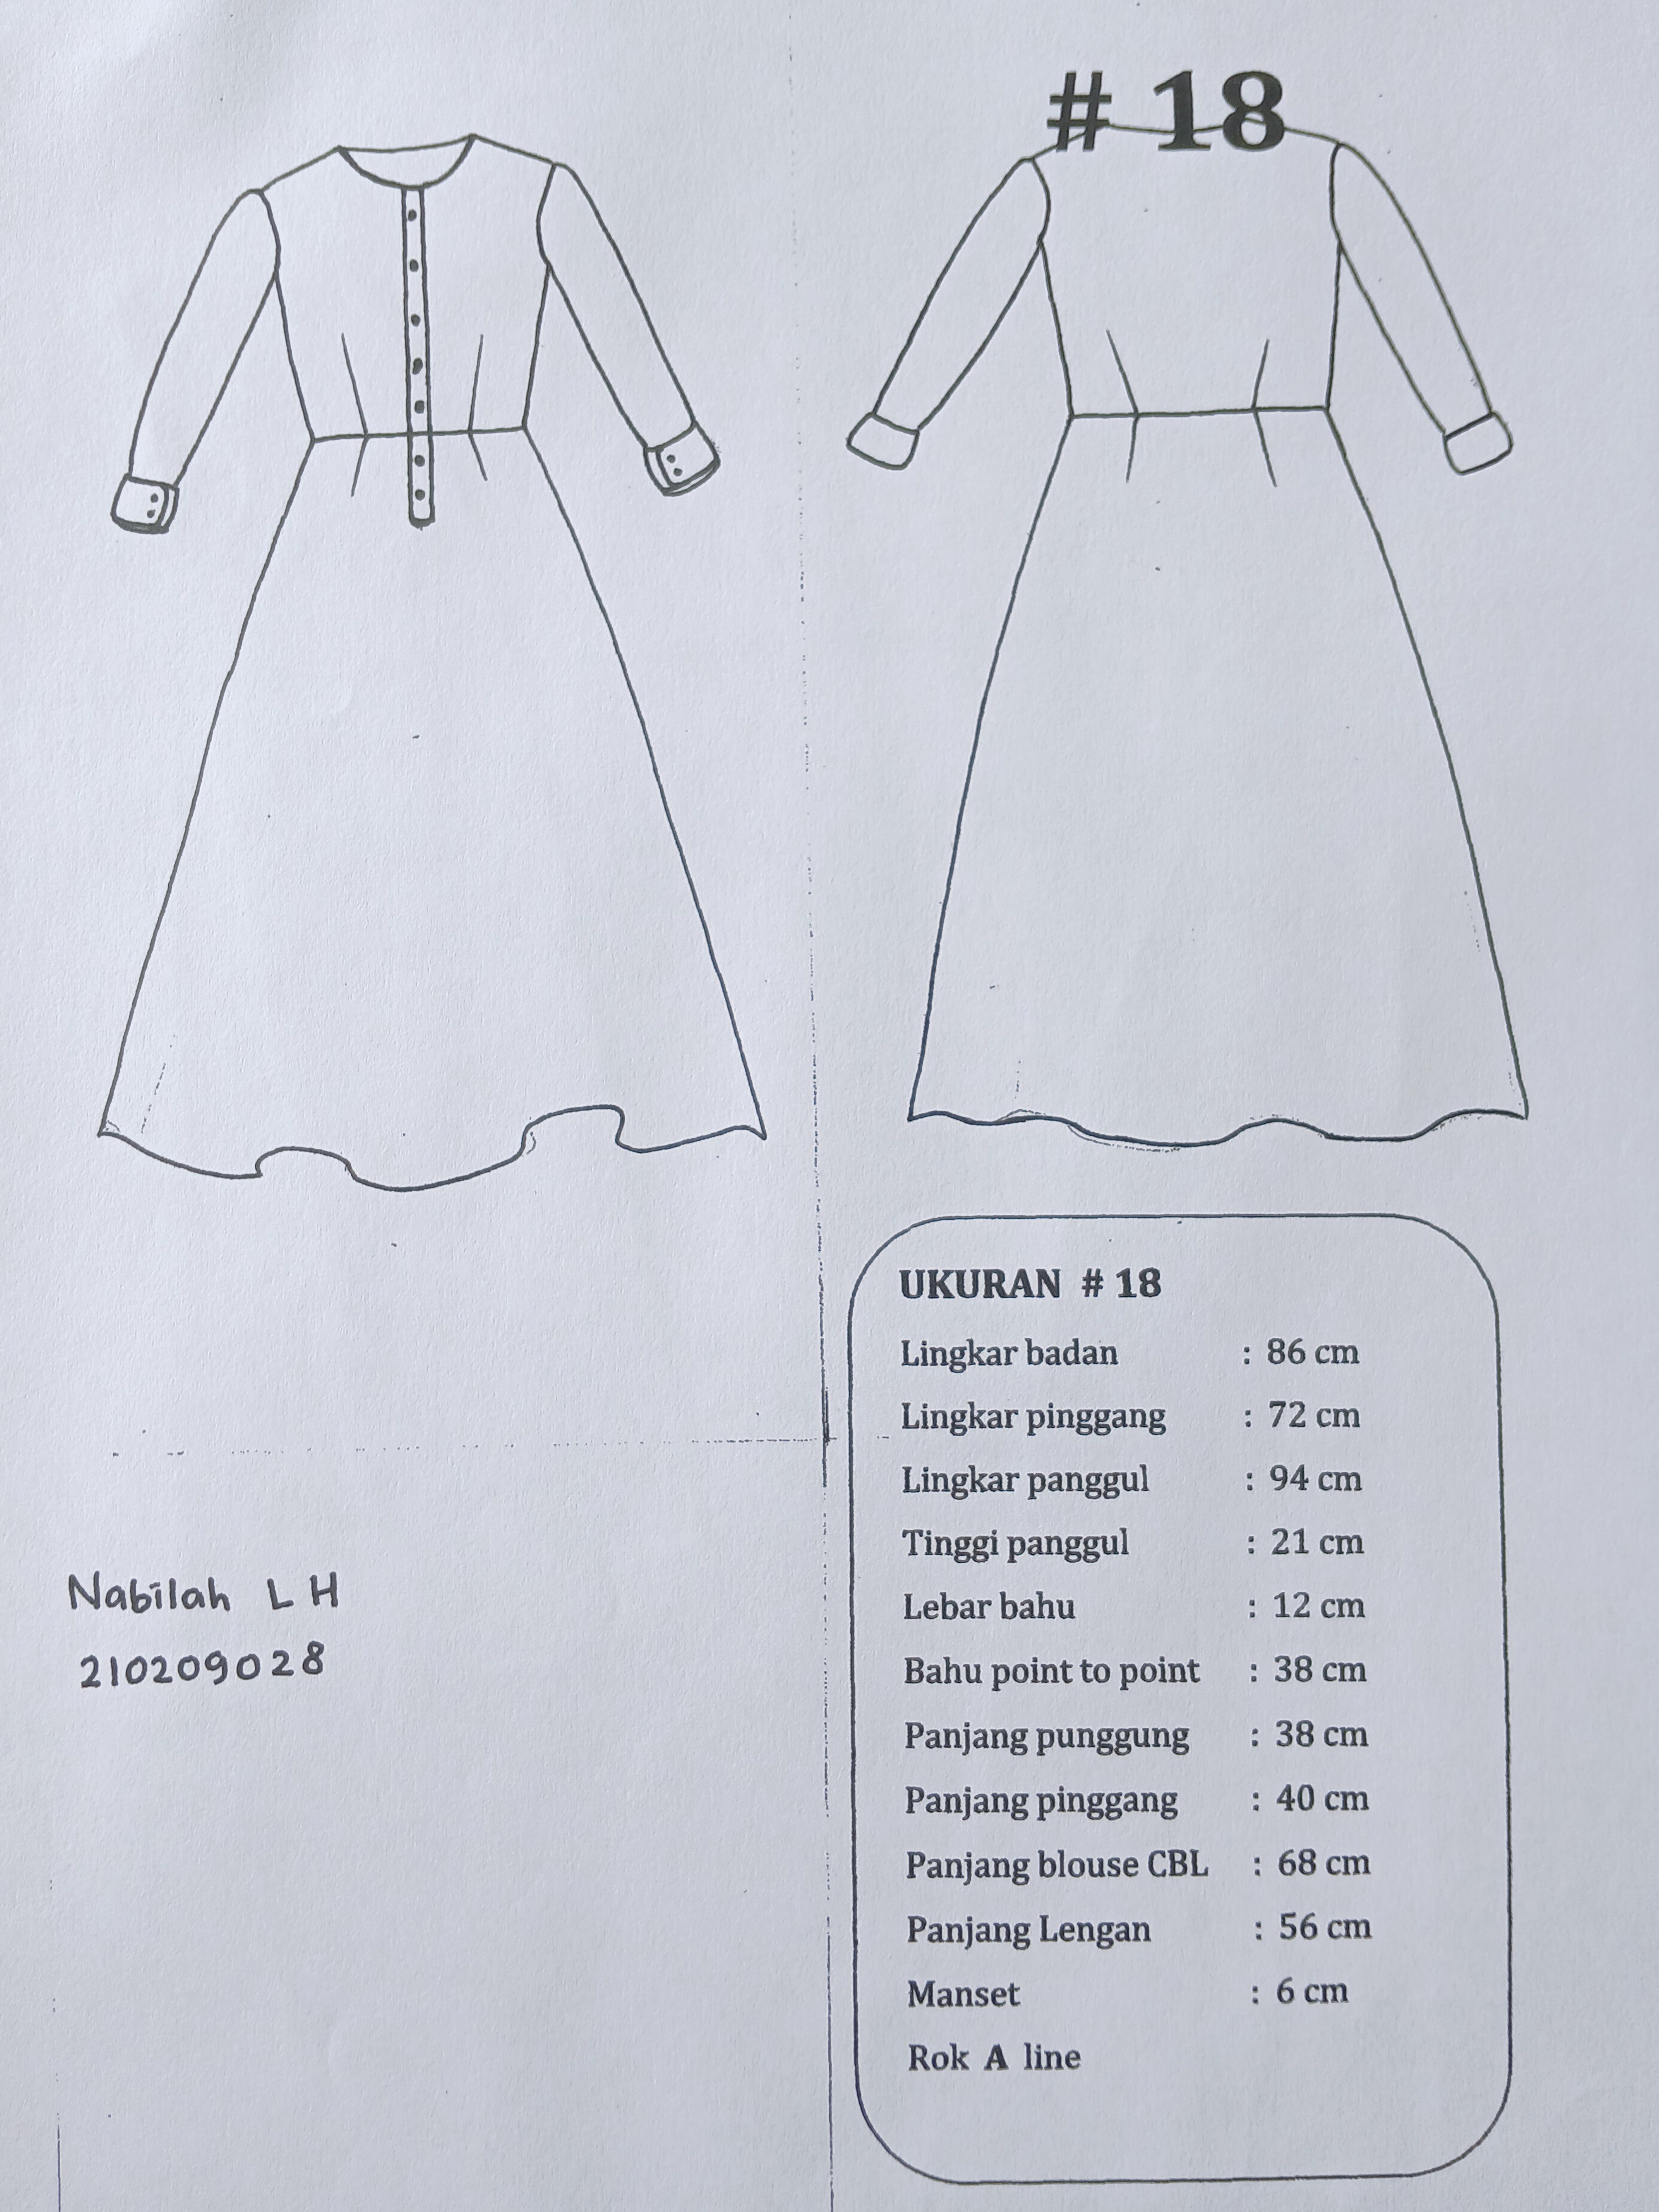 # 18
UKURAN # 18
Lingkar badan : 86 cm
Lingkar pinggang : 72 cm
Lingkar panggul : 94 cm
Tinggi panggul : 21 cm
Lebar bahu : 12 cm
Bahu point to point : 38 cm
Panjang punggung : 38 cm
Panjang pinggang : 40 cm
Panjang blouse CBL : 68 cm
Panjang Lengan : 56 cm
Manset : 6 cm
Rok A line
Nabilah L H
210209028